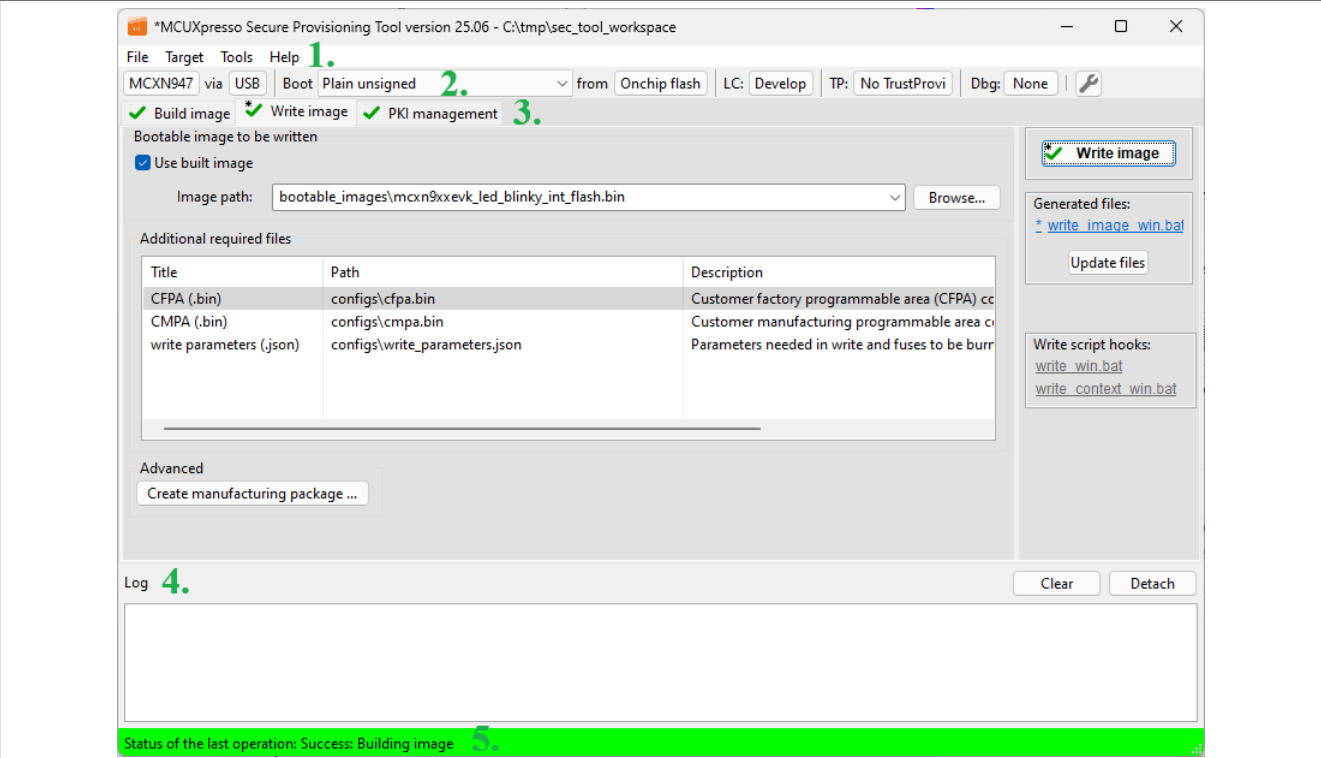 *MCUXpresso Secure Provisioning Tool version 25.06 - C:\tmp\sec_tool_workspace
File Target Tools Help 1.
MCXN947 via USB Boot Plain unsigned 2. from Onchip flash LC: Develop TP: No TrustProvi Dbg: None
Build image * Write image PKI management 3.
Bootable image to be written
Use built image
Image path: bootable_images\mcxn9xxevk_led_blinky_int_flash.bin Browse...
Additional required files
Title Path Description
CFPA (.bin) configs\cfpa.bin Customer factory programmable area (CFPA) co
CMPA (.bin) configs\cmpa.bin Customer manufacturing programmable area c
write parameters (.json) configs\write_parameters.json Parameters needed in write and fuses to be burn
Advanced
Create manufacturing package ...
* Write image
Generated files:
* write_image_win.bat
Update files
Write script hooks:
write_win.bat
write_context_win.bat
Log 4. Clear Detach
Status of the last operation: Success: Building image 5.